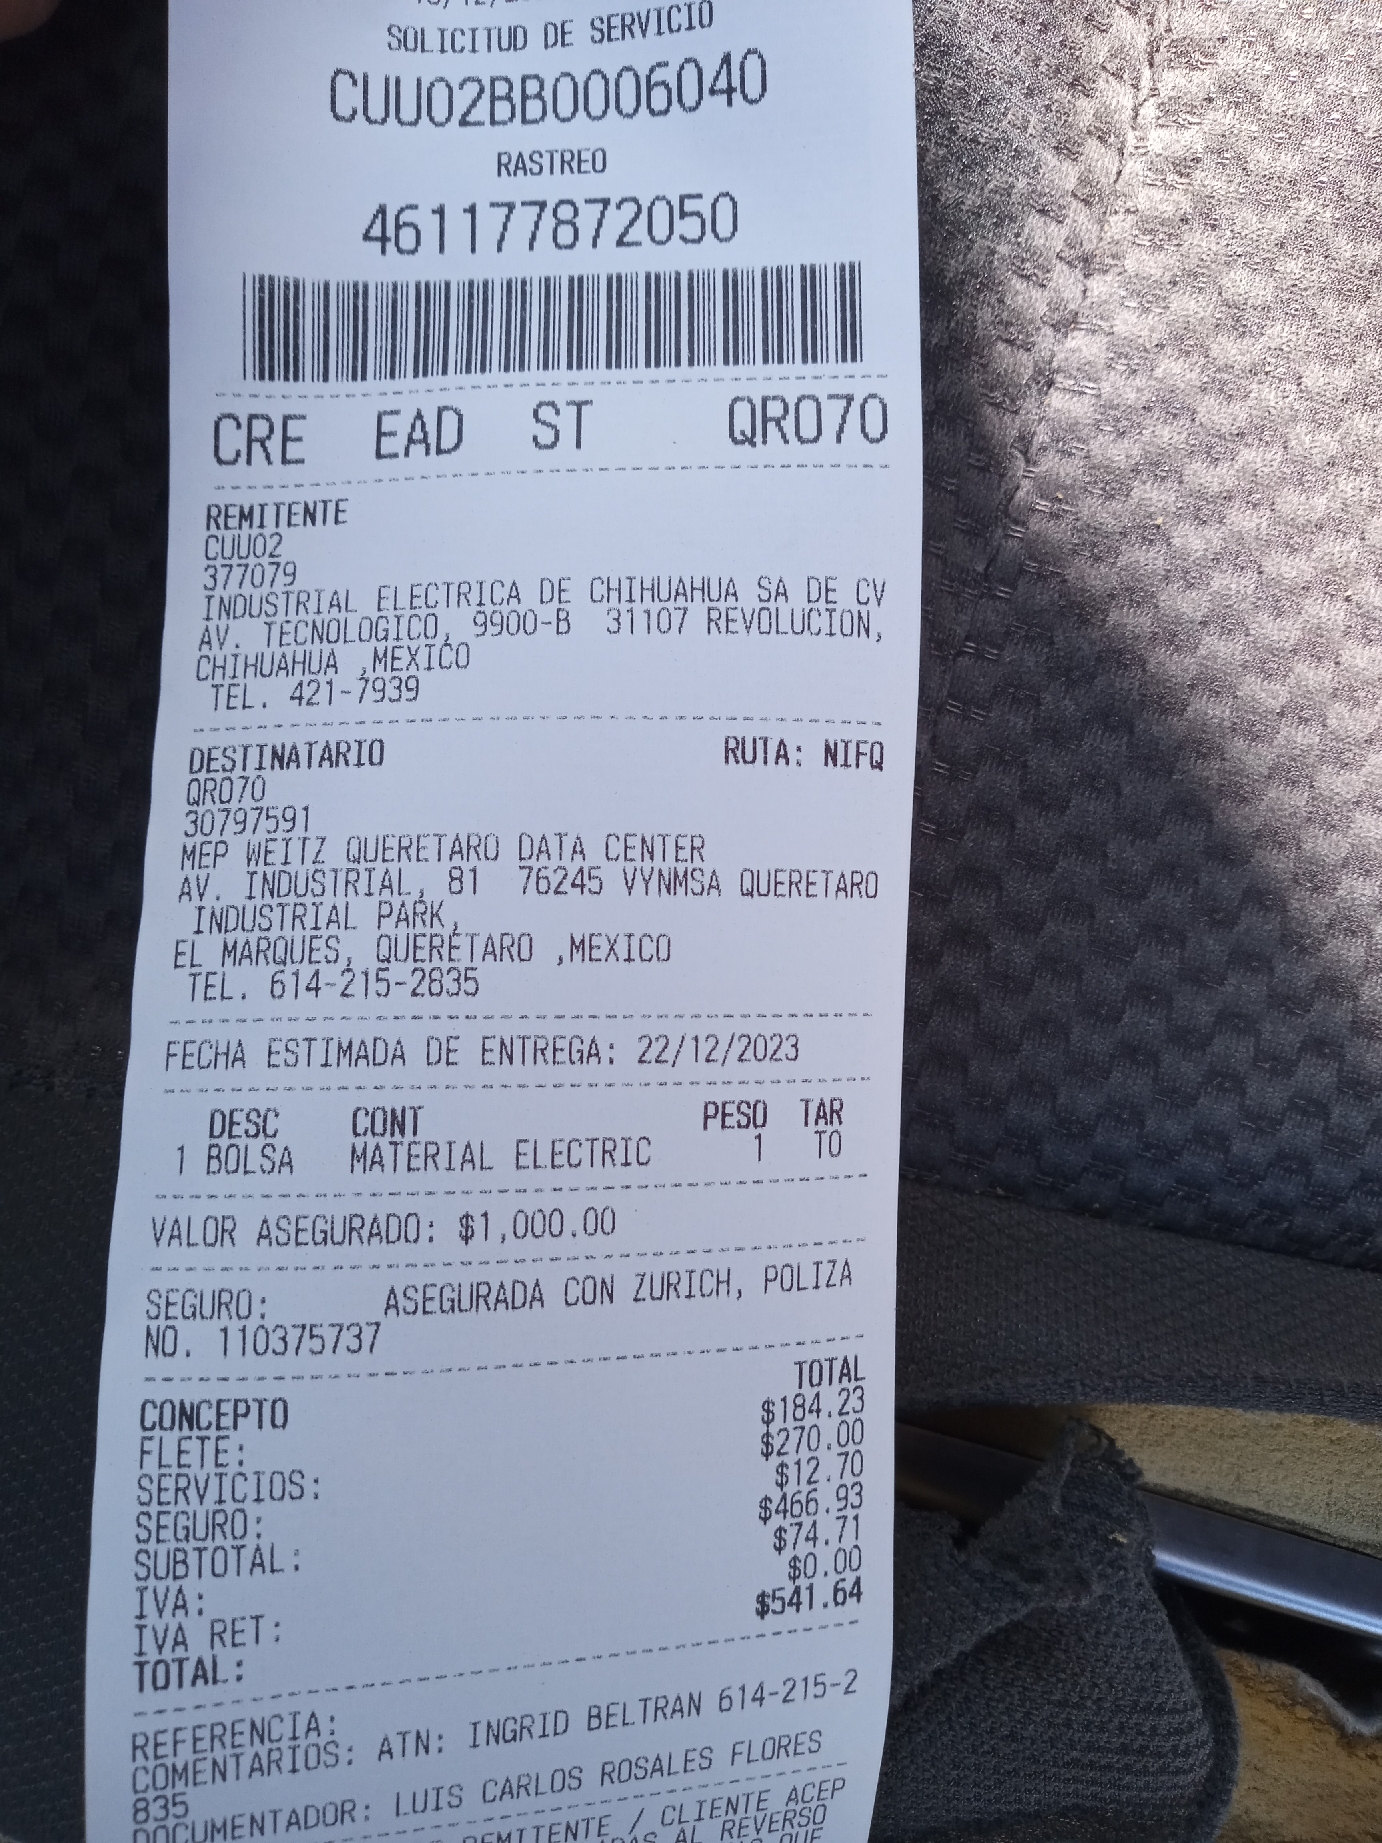 SOLICITUD DE SERVICIO
CUU02BB0006040
RASTREO
461177872050
CRE EAD ST QRO70
REMITENTE
CUU02
377079
INDUSTRIAL ELECTRICA DE CHIHUAHUA SA DE CV
AV. TECNOLOGICO, 9900-B 31107 REVOLUCION,
CHIHUAHUA ,MEXICO
TEL. 421-7939
DESTINATARIO RUTA: NIFQ
QRO70
30797591
MEP WEITZ QUERETARO DATA CENTER
AV. INDUSTRIAL, 81 76245 VYNMSA QUERETARO
INDUSTRIAL PARK,
EL MARQUES, QUERÉTARO ,MEXICO
TEL. 614-215-2835
FECHA ESTIMADA DE ENTREGA: 22/12/2023
DESC CONT PESO TAR
1 BOLSA MATERIAL ELECTRIC 1 TO
VALOR ASEGURADO: $1,000.00
SEGURO: ASEGURADA CON ZURICH, POLIZA
NO. 110375737
CONCEPTO TOTAL
FLETE: $184.23
SERVICIOS: $270.00
SEGURO: $12.70
SUBTOTAL: $466.93
IVA: $74.71
IVA RET: $0.00
TOTAL: $541.64
REFERENCIA:
COMENTARIOS: ATN: INGRID BELTRAN 614-215-2
835
DOCUMENTADOR: LUIS CARLOS ROSALES FLORES
REMITENTE / CLIENTE ACEP
AL REVERSO
QUE